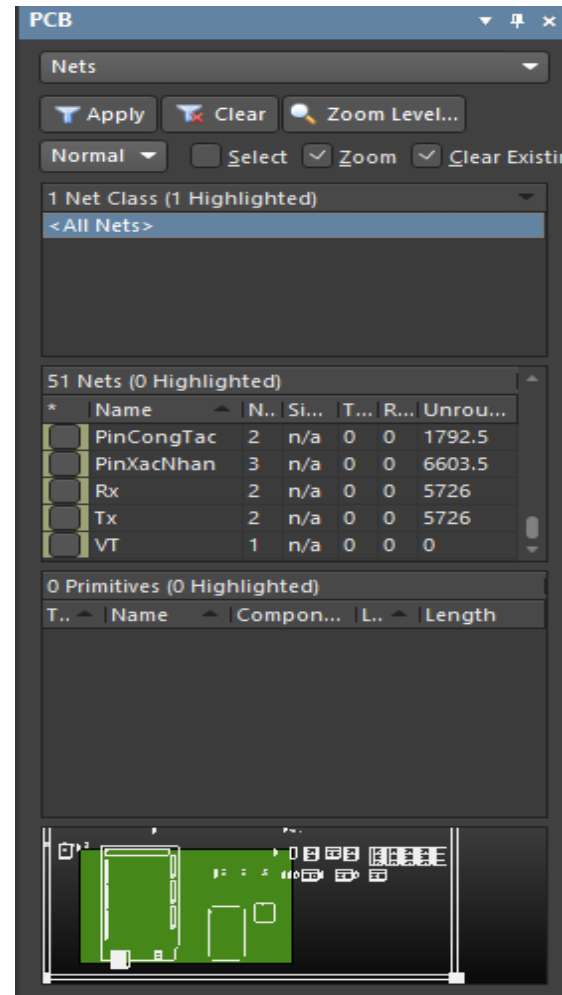 PCB
Nets
Apply Clear Zoom Level...
Normal Select Zoom Clear Existi
1 Net Class (1 Highlighted)
<All Nets>
51 Nets (0 Highlighted)
* Name N.. Si... T... R... Unrou...
PinCongTac 2 n/a 0 0 1792.5
PinXacNhan 3 n/a 0 0 6603.5
Rx 2 n/a 0 0 5726
Tx 2 n/a 0 0 5726
VT 1 n/a 0 0 0
0 Primitives (0 Highlighted)
T.. Name Compon... L.. Length